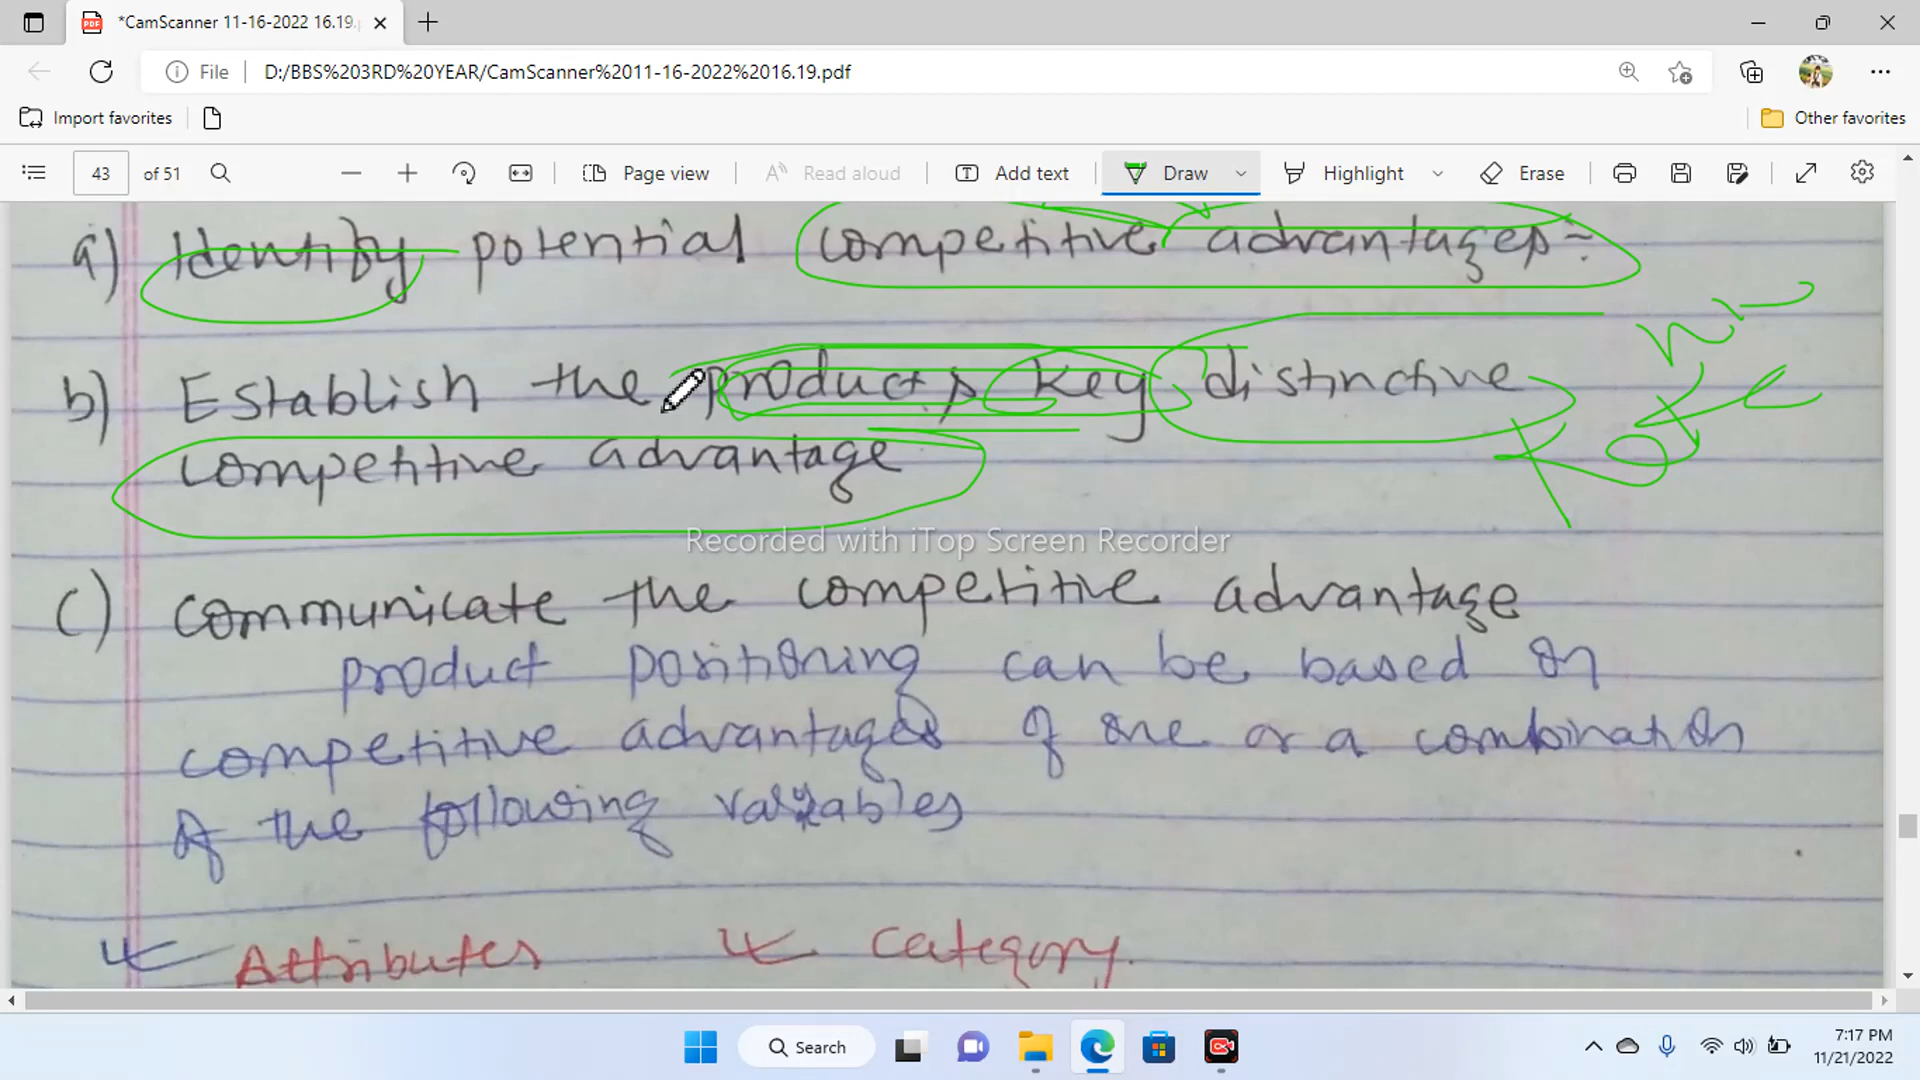 *CamScanner 11-16-2022 16.19.
File
D:/BBS%203RD%20YEAR/CamScanner%2011-16-2022%2016.19.pdf
Import favorites
Other favorites
43 of 51
Page view
Read aloud
Add text
Draw
Highlight
Erase
a) Identify potential competitive advantages:-
b) Establish the products key distinctive
competitive advantage
Recorded with iTop Screen Recorder
c) Communicate the competitive advantage
product positioning can be based on
competitive advantages of one or a combination
of the following variables
Attributes
Category.
Search
7:17 PM
11/21/2022